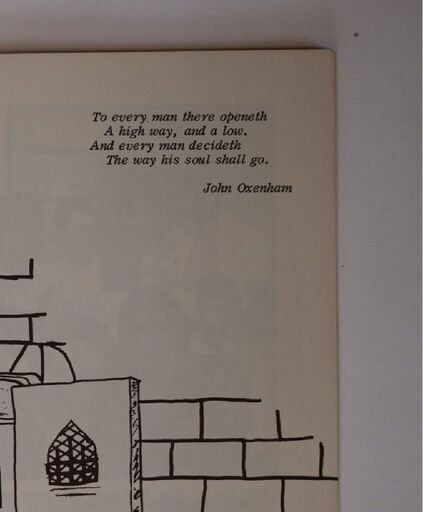 To every man there openeth
A high way, and a low.
And every man decideth
The way his soul shall go.
John Oxenham